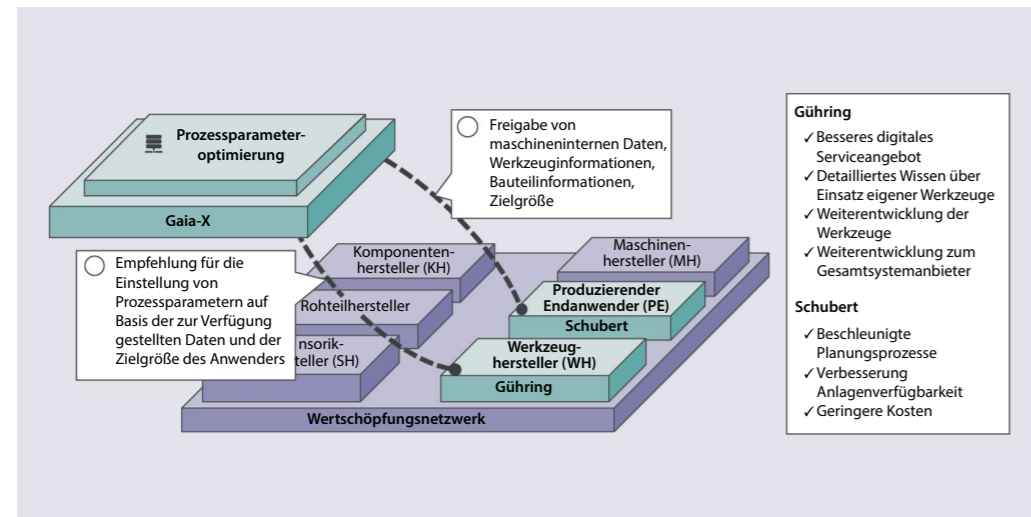 Prozessparameter-
optimierung
Gaia-X
Freigabe von
maschineninternen Daten,
Werkzeuginformationen,
Bauteilinformationen,
Zielgröße
Empfehlung für die
Einstellung von
Prozessparametern auf
Basis der zur Verfügung
gestellten Daten und der
Zielgröße des Anwenders
Komponenten-
hersteller (KH)
Maschinen-
hersteller (MH)
Rohteilhersteller
Produzierender
Endanwender (PE)
Schubert
nsorik-
teller (SH)
Werkzeug-
hersteller (WH)
Gühring
Wertschöpfungsnetzwerk
Gühring
✓ Besseres digitales
Serviceangebot
✓ Detailliertes Wissen über
Einsatz eigener Werkzeuge
✓ Weiterentwicklung der
Werkzeuge
✓ Weiterentwicklung zum
Gesamtsystemanbieter
Schubert
✓ Beschleunigte
Planungsprozesse
✓ Verbesserung
Anlagenverfügbarkeit
✓ Geringere Kosten